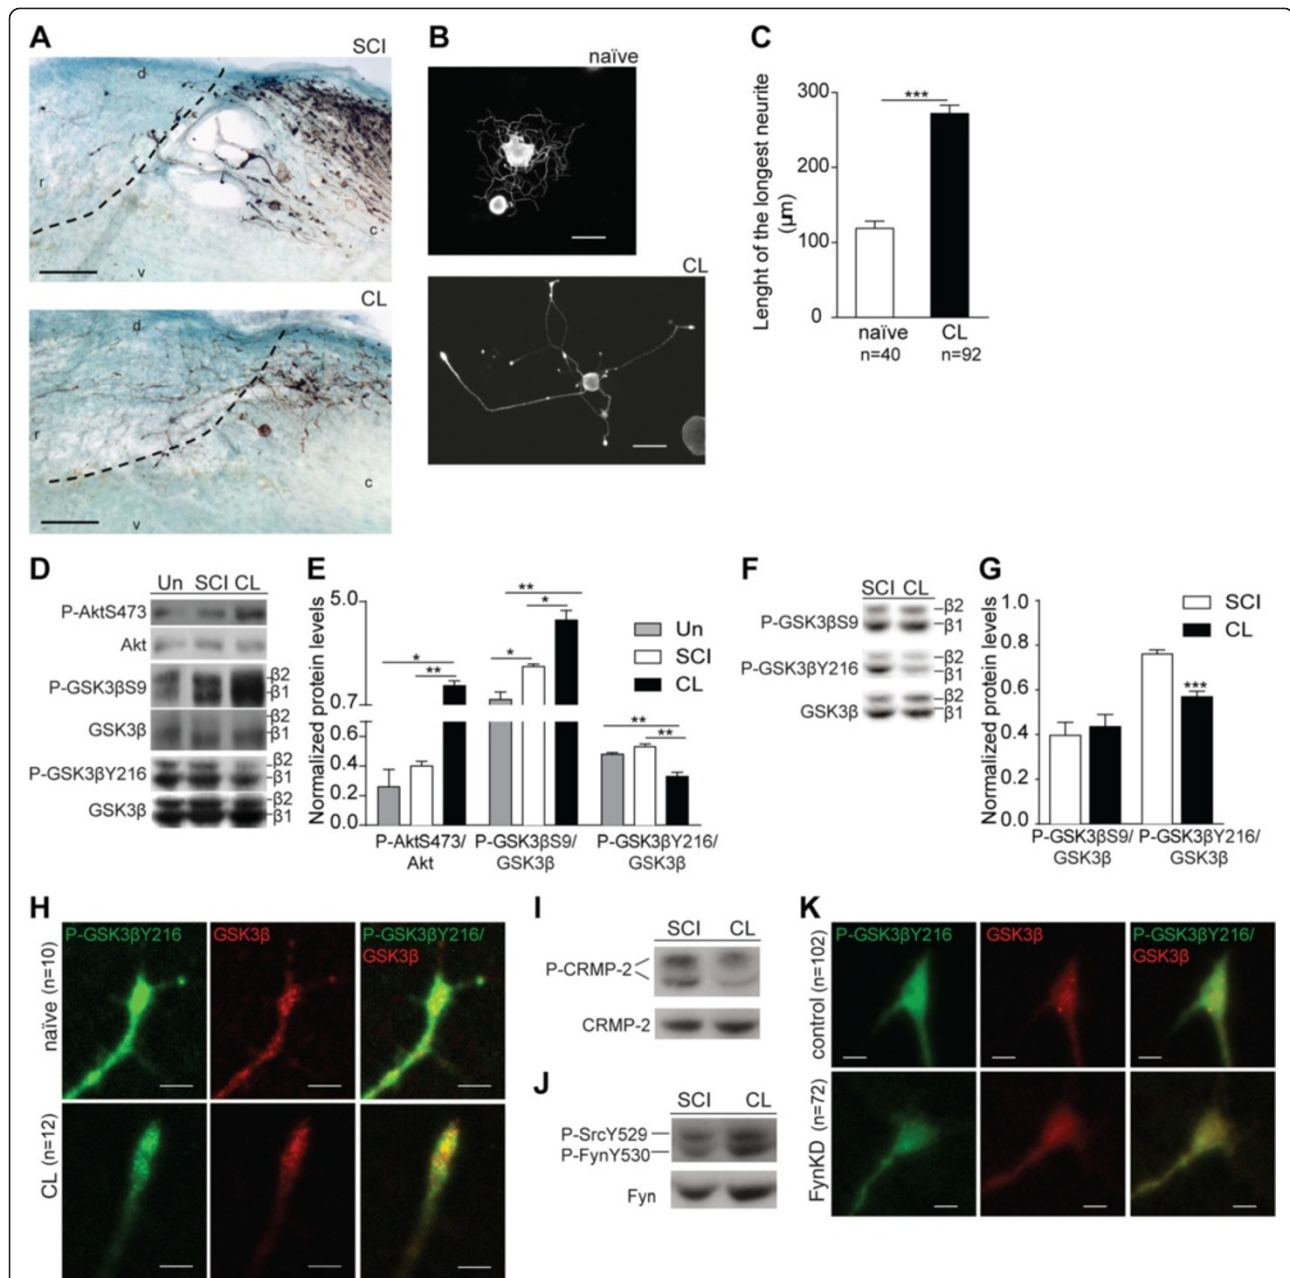 A
SCI
d
r
c
v
CL
d
r
c
v
B
naïve
CL
C
***
300
200
100
0
Lenght of the longest neurite
(µm)
naïve
CL
n=40
n=92
D
Un SCI CL
P-AktS473
Akt
P-GSK3βS9
β2
β1
GSK3β
β2
β1
P-GSK3βY216
β2
β1
GSK3β
β2
β1
E
Normalized protein levels
5.0
0.7
0.6
0.4
0.2
0.0
*
**
*
**
*
**
**
Un
SCI
CL
P-AktS473/
Akt
P-GSK3βS9/
GSK3β
P-GSK3βY216/
GSK3β
F
SCI CL
P-GSK3βS9
β2
β1
P-GSK3βY216
β2
β1
GSK3β
β2
β1
G
Normalized protein levels
1.0
0.8
0.6
0.4
0.2
0.0
***
SCI
CL
P-GSK3βS9/
GSK3β
P-GSK3βY216/
GSK3β
H
naïve (n=10)
P-GSK3βY216
GSK3β
P-GSK3βY216/
GSK3β
CL (n=12)
I
SCI CL
P-CRMP-2
CRMP-2
J
SCI CL
P-SrcY529
P-FynY530
Fyn
K
control (n=102)
P-GSK3βY216
GSK3β
P-GSK3βY216/
GSK3β
FynKD (n=72)